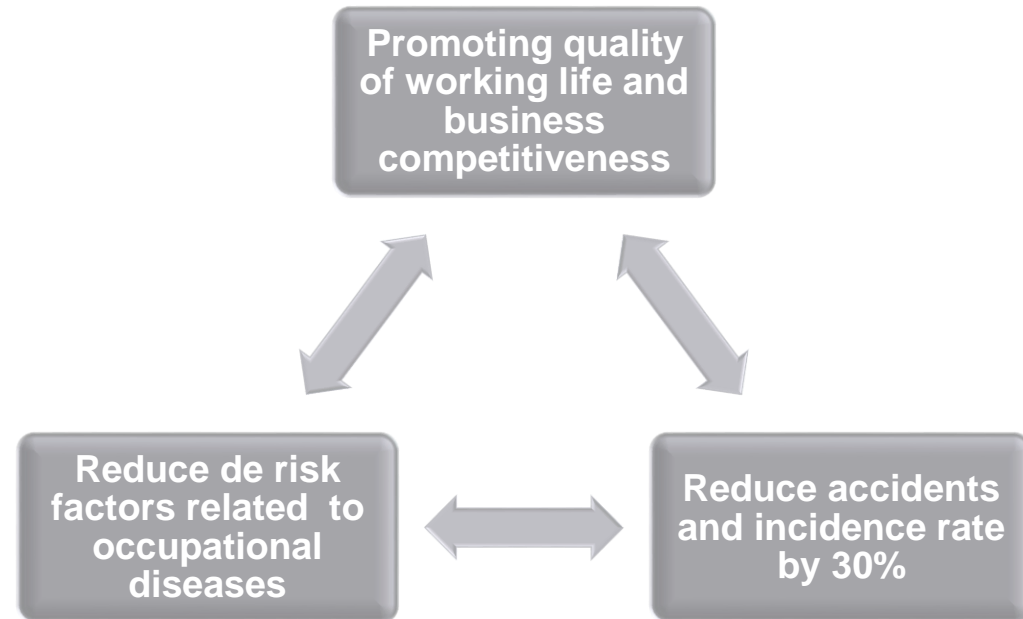 Promoting quality
of working life and
business
competitiveness
Reduce de risk
factors related to
occupational
diseases
Reduce accidents
and incidence rate
by 30%